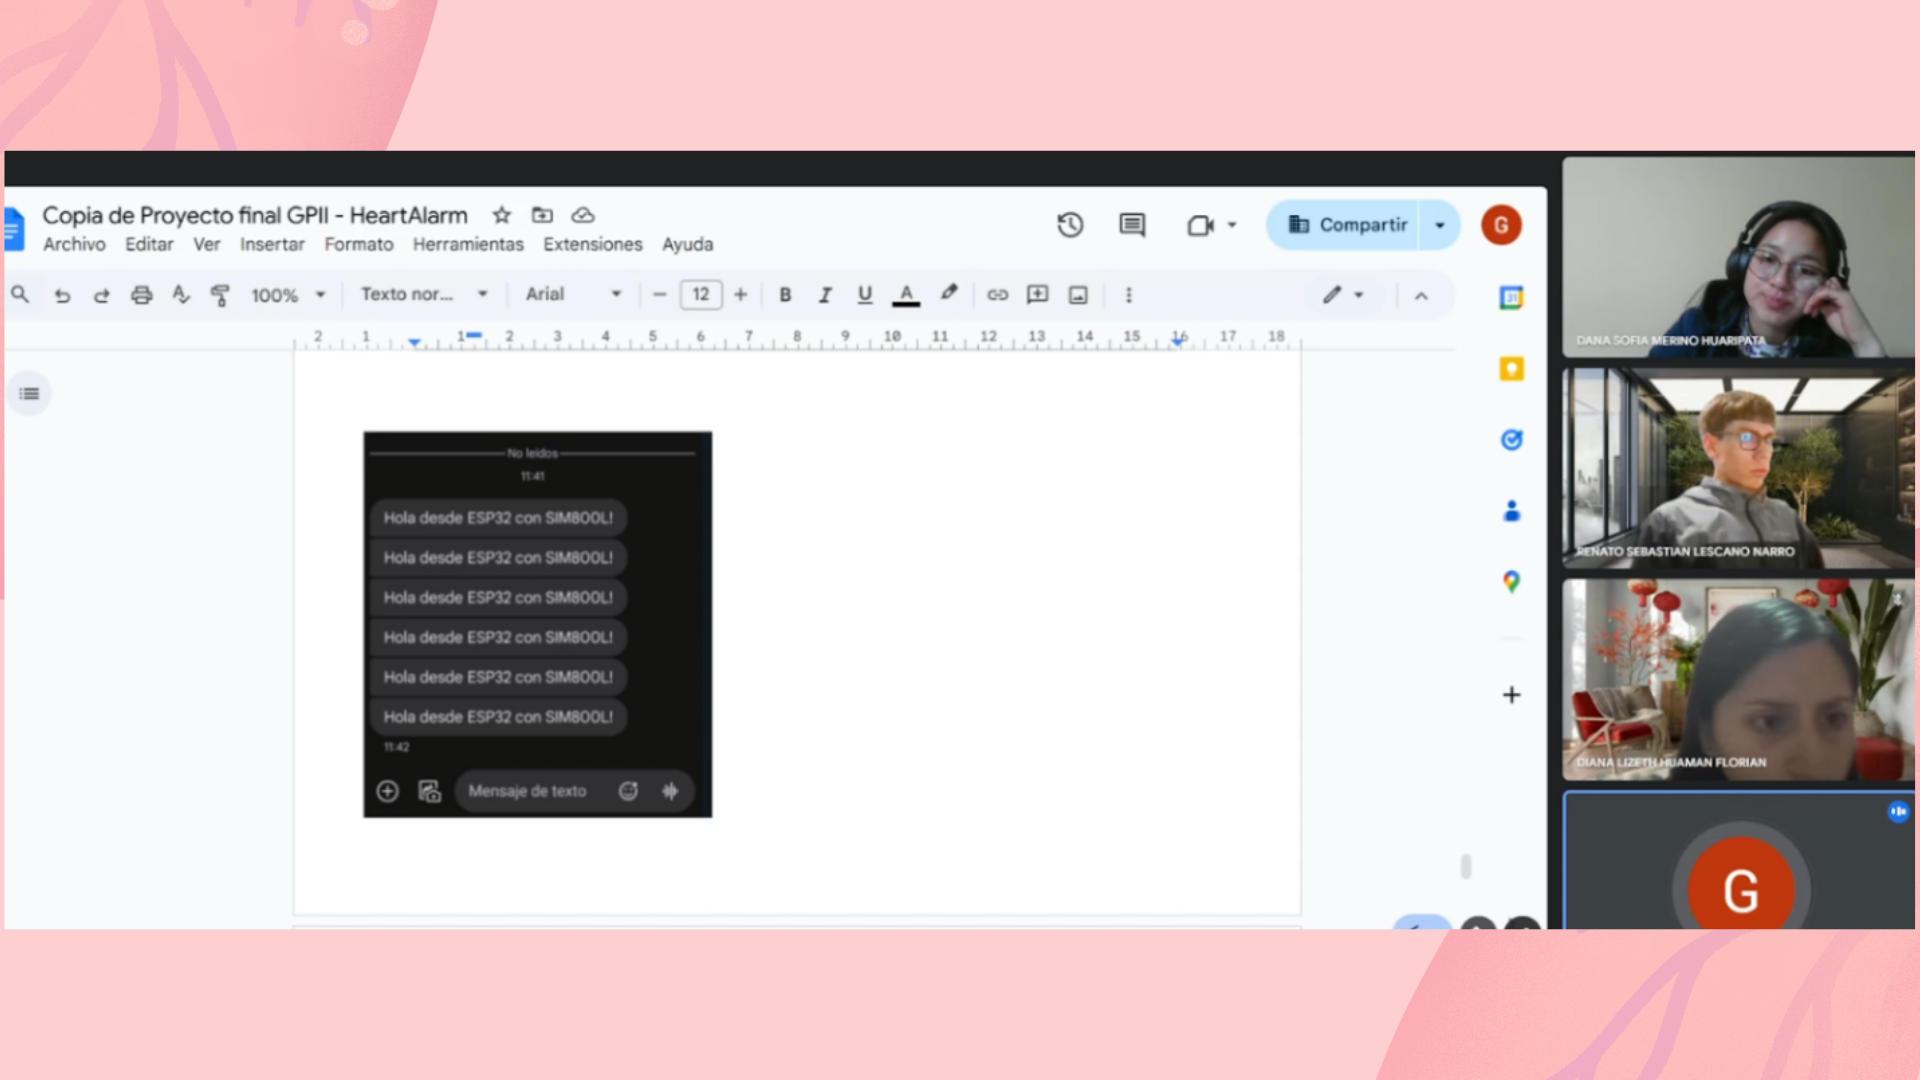 Copia de Proyecto final GPII - HeartAlarm
Archivo Editar Ver Insertar Formato Herramientas Extensiones Ayuda
Compartir
G
100% Texto nor... Arial 12 B I U A
2 1 1 2 3 4 5 6 7 8 9 10 11 12 13 14 15 16 17 18
31
No leídos
11:41
Hola desde ESP32 con SIM800L!
Hola desde ESP32 con SIM800L!
Hola desde ESP32 con SIM800L!
Hola desde ESP32 con SIM800L!
Hola desde ESP32 con SIM800L!
Hola desde ESP32 con SIM800L!
11:42
Mensaje de texto
DANA SOFIA MERINO HUARIPATA
RENATO SEBASTIAN LESCANO NARRO
DIANA LIZETH HUAMAN FLORIAN
G